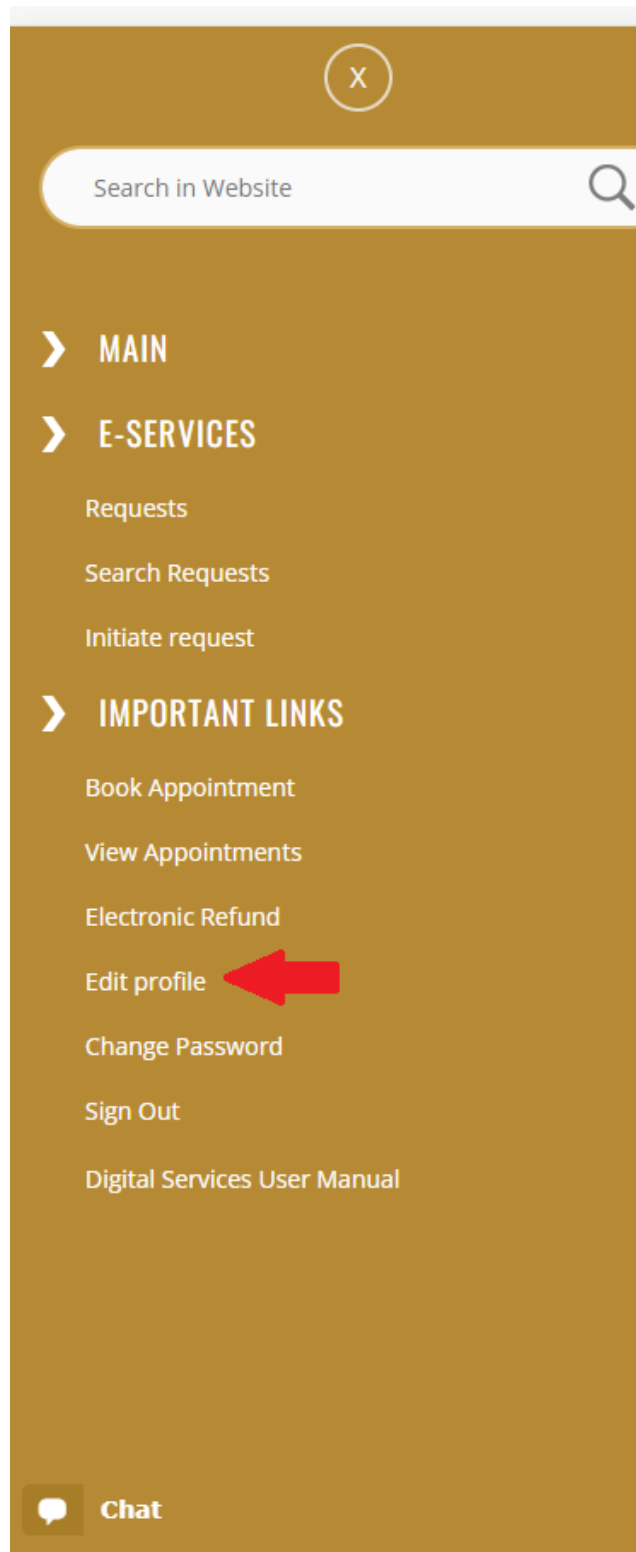 X
Search in Website
MAIN
E-SERVICES
Requests
Search Requests
Initiate request
IMPORTANT LINKS
Book Appointment
View Appointments
Electronic Refund
Edit profile
Change Password
Sign Out
Digital Services User Manual
Chat